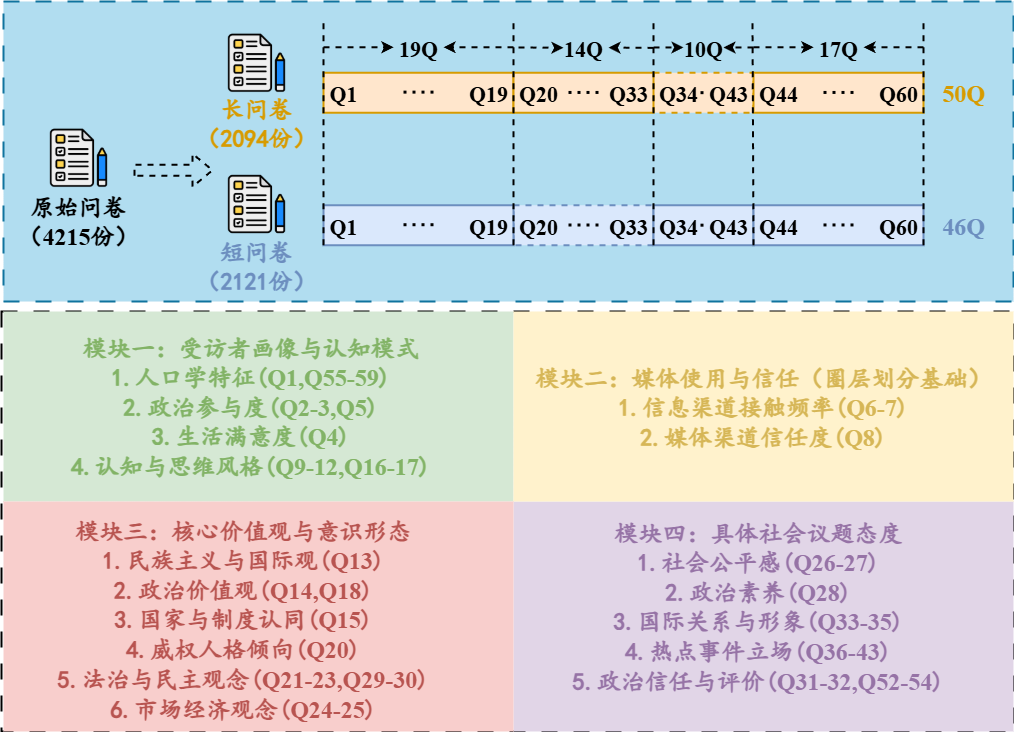 19Q
14Q
10Q
17Q
Q1 ···· Q19 Q20 ···· Q33 Q34· Q43 Q44 ···· Q60
50Q
长问卷
(2094份)
原始问卷
(4215份)
Q1 ···· Q19 Q20 ···· Q33 Q34· Q43 Q44 ···· Q60
46Q
短问卷
(2121份)
模块一：受访者画像与认知模式
1.人口学特征(Q1,Q55-59)
2.政治参与度(Q2-3,Q5)
3.生活满意度(Q4)
4.认知与思维风格(Q9-12,Q16-17)
模块二：媒体使用与信任（圈层划分基础）
1.信息渠道接触频率(Q6-7)
2.媒体渠道信任度(Q8)
模块三：核心价值观与意识形态
1.民族主义与国际观(Q13)
2.政治价值观(Q14,Q18)
3.国家与制度认同(Q15)
4.威权人格倾向(Q20)
5.法治与民主观念(Q21-23,Q29-30)
6.市场经济观念(Q24-25)
模块四：具体社会议题态度
1.社会公平感(Q26-27)
2.政治素养(Q28)
3.国际关系与形象(Q33-35)
4.热点事件立场(Q36-43)
5.政治信任与评价(Q31-32,Q52-54)